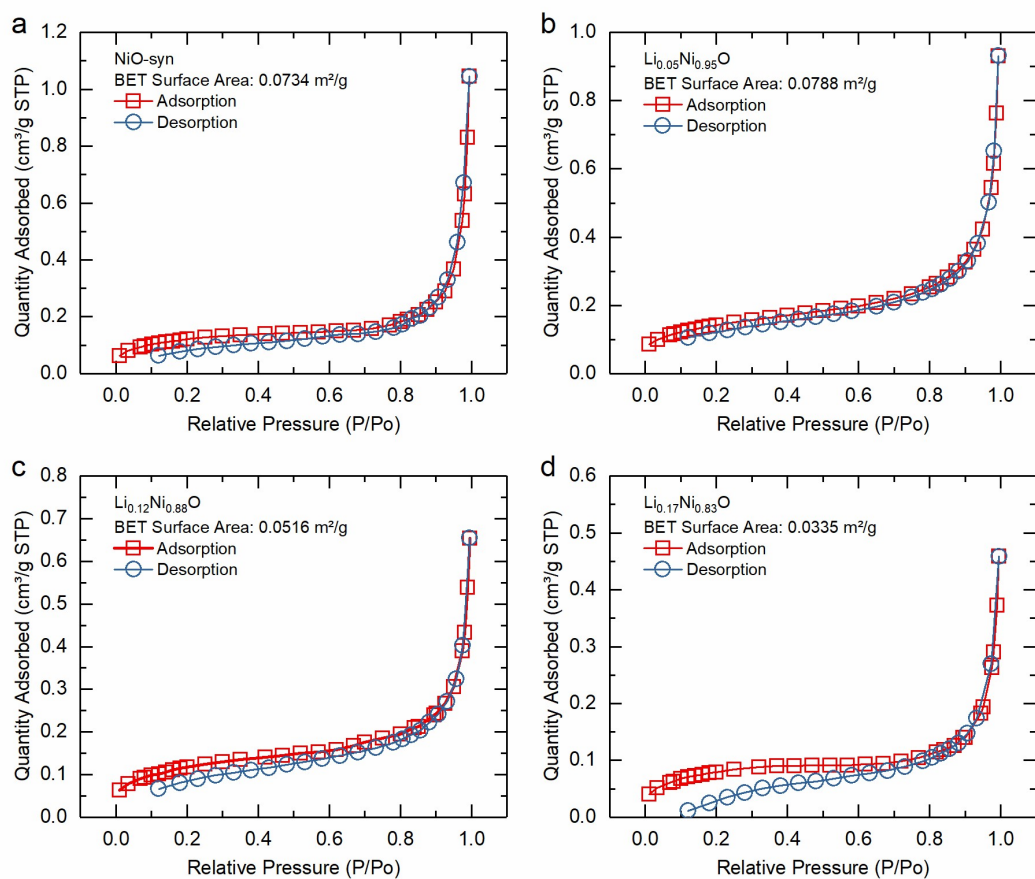 a
NiO-syn
BET Surface Area: 0.0734 m²/g
Adsorption
Desorption
Quantity Adsorbed (cm³/g STP)
1.2
1.0
0.8
0.6
0.4
0.2
0.0
0.0 0.2 0.4 0.6 0.8 1.0
Relative Pressure (P/Po)
b
Li₀.₀₅Ni₀.₉₅O
BET Surface Area: 0.0788 m²/g
Adsorption
Desorption
Quantity Adsorbed (cm³/g STP)
1.0
0.8
0.6
0.4
0.2
0.0
0.0 0.2 0.4 0.6 0.8 1.0
Relative Pressure (P/Po)
c
Li₀.₁₂Ni₀.₈₈O
BET Surface Area: 0.0516 m²/g
Adsorption
Desorption
Quantity Adsorbed (cm³/g STP)
0.8
0.7
0.6
0.5
0.4
0.3
0.2
0.1
0.0
0.0 0.2 0.4 0.6 0.8 1.0
Relative Pressure (P/Po)
d
Li₀.₁₇Ni₀.₈₃O
BET Surface Area: 0.0335 m²/g
Adsorption
Desorption
Quantity Adsorbed (cm³/g STP)
0.6
0.5
0.4
0.3
0.2
0.1
0.0
0.0 0.2 0.4 0.6 0.8 1.0
Relative Pressure (P/Po)